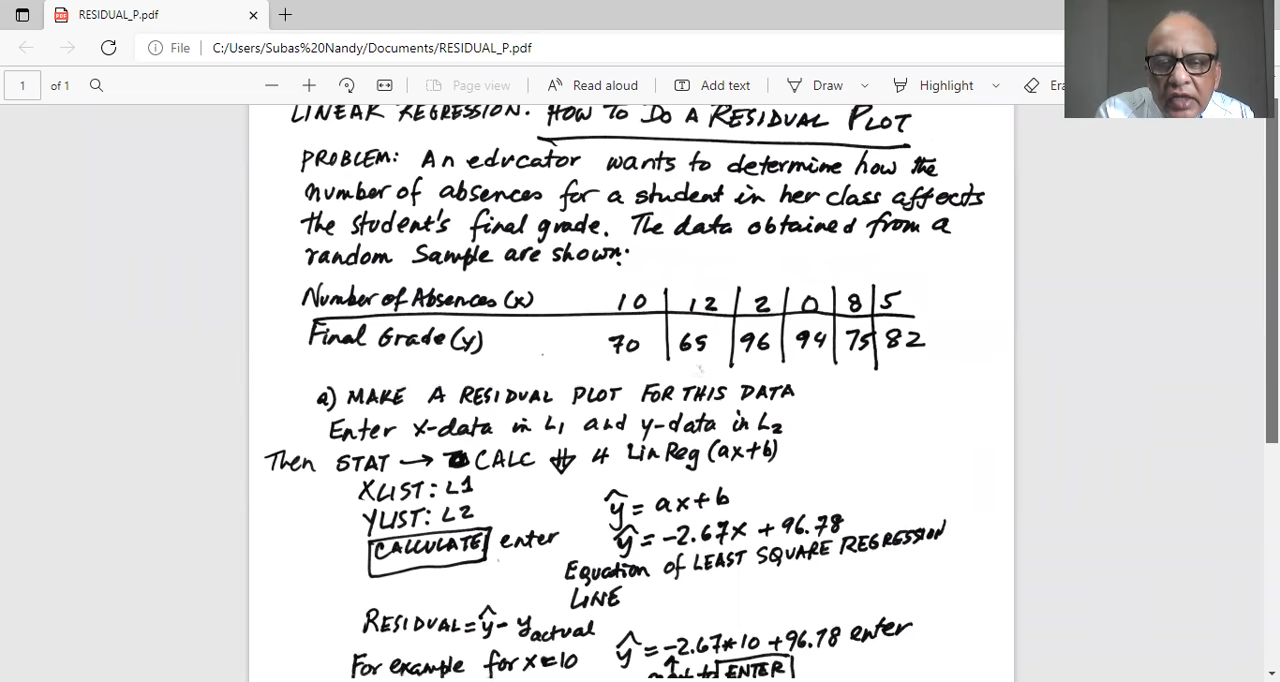 RESIDUAL_P.pdf
File C:/Users/Subas%20Nandy/Documents/RESIDUAL_P.pdf
1 of 1 Page view Read aloud Add text Draw Highlight Era
LINEAR REGRESSION. HOW TO DO A RESIDUAL PLOT
PROBLEM: An educator wants to determine how the
number of absences for a student in her class affects
the student's final grade. The data obtained from a
random Sample are shown:
Number of Absences (x) 10 12 2 0 8 5
Final Grade (y) 70 65 96 94 75 82
a) MAKE A RESIDUAL PLOT FOR THIS DATA
Enter x-data in L1 and y-data in L2
Then STAT → CALC 4 LinReg (ax+b)
XLIST: L1
YLIST: L2
CALCULATE enter
ŷ = ax+b
ŷ = -2.67x + 96.78
Equation of LEAST SQUARE REGRESSION
LINE
RESIDUAL = ŷ - y actual
For example for x=10
ŷ = -2.67*10 + 96.78 enter
ENTER